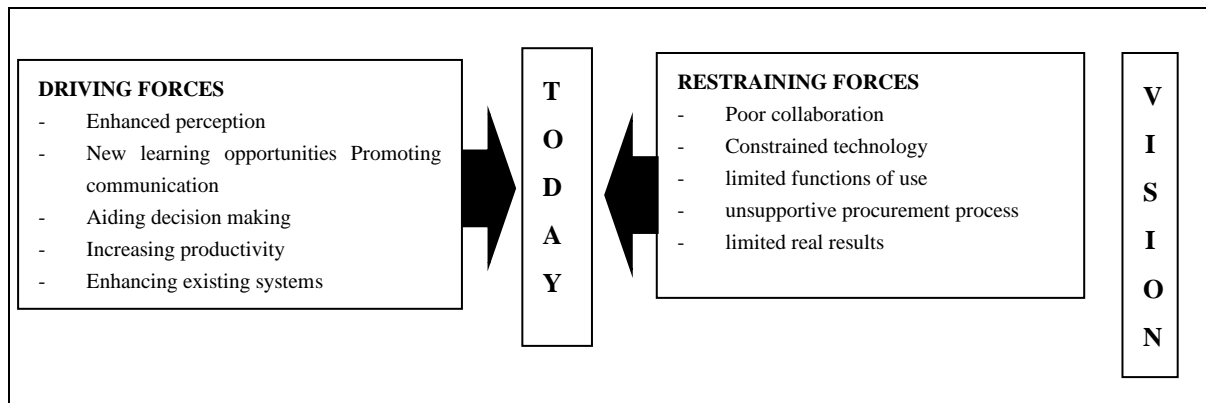 DRIVING FORCES
- Enhanced perception
- New learning opportunities Promoting
communication
- Aiding decision making
- Increasing productivity
- Enhancing existing systems
T
O
D
A
Y
RESTRAINING FORCES
- Poor collaboration
- Constrained technology
- limited functions of use
- unsupportive procurement process
- limited real results
V
I
S
I
O
N